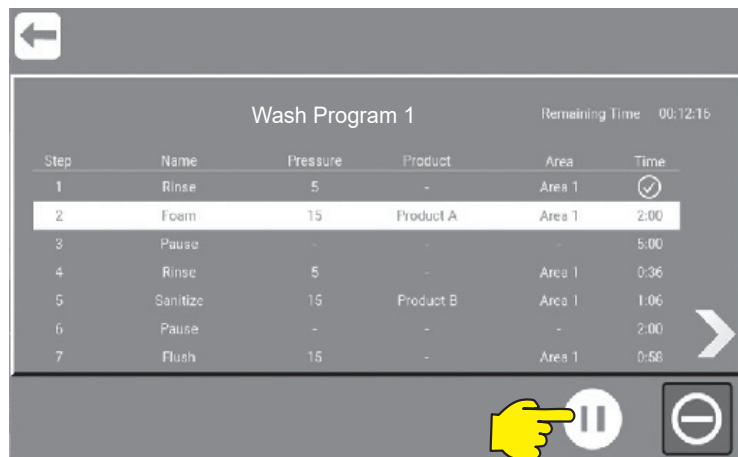 Wash Program 1 Remaining Time 00:12:15
Step Name Pressure Product Area Time
1 Rinse 5 - Area 1
2 Foam 15 Product A Area 1 2:00
3 Pause - - - 5:00
4 Rinse 5 - Area 1 0:36
5 Sanitize 15 Product B Area 1 1:06
6 Pause - - - 2:00
7 Flush 15 - Area 1 0:58